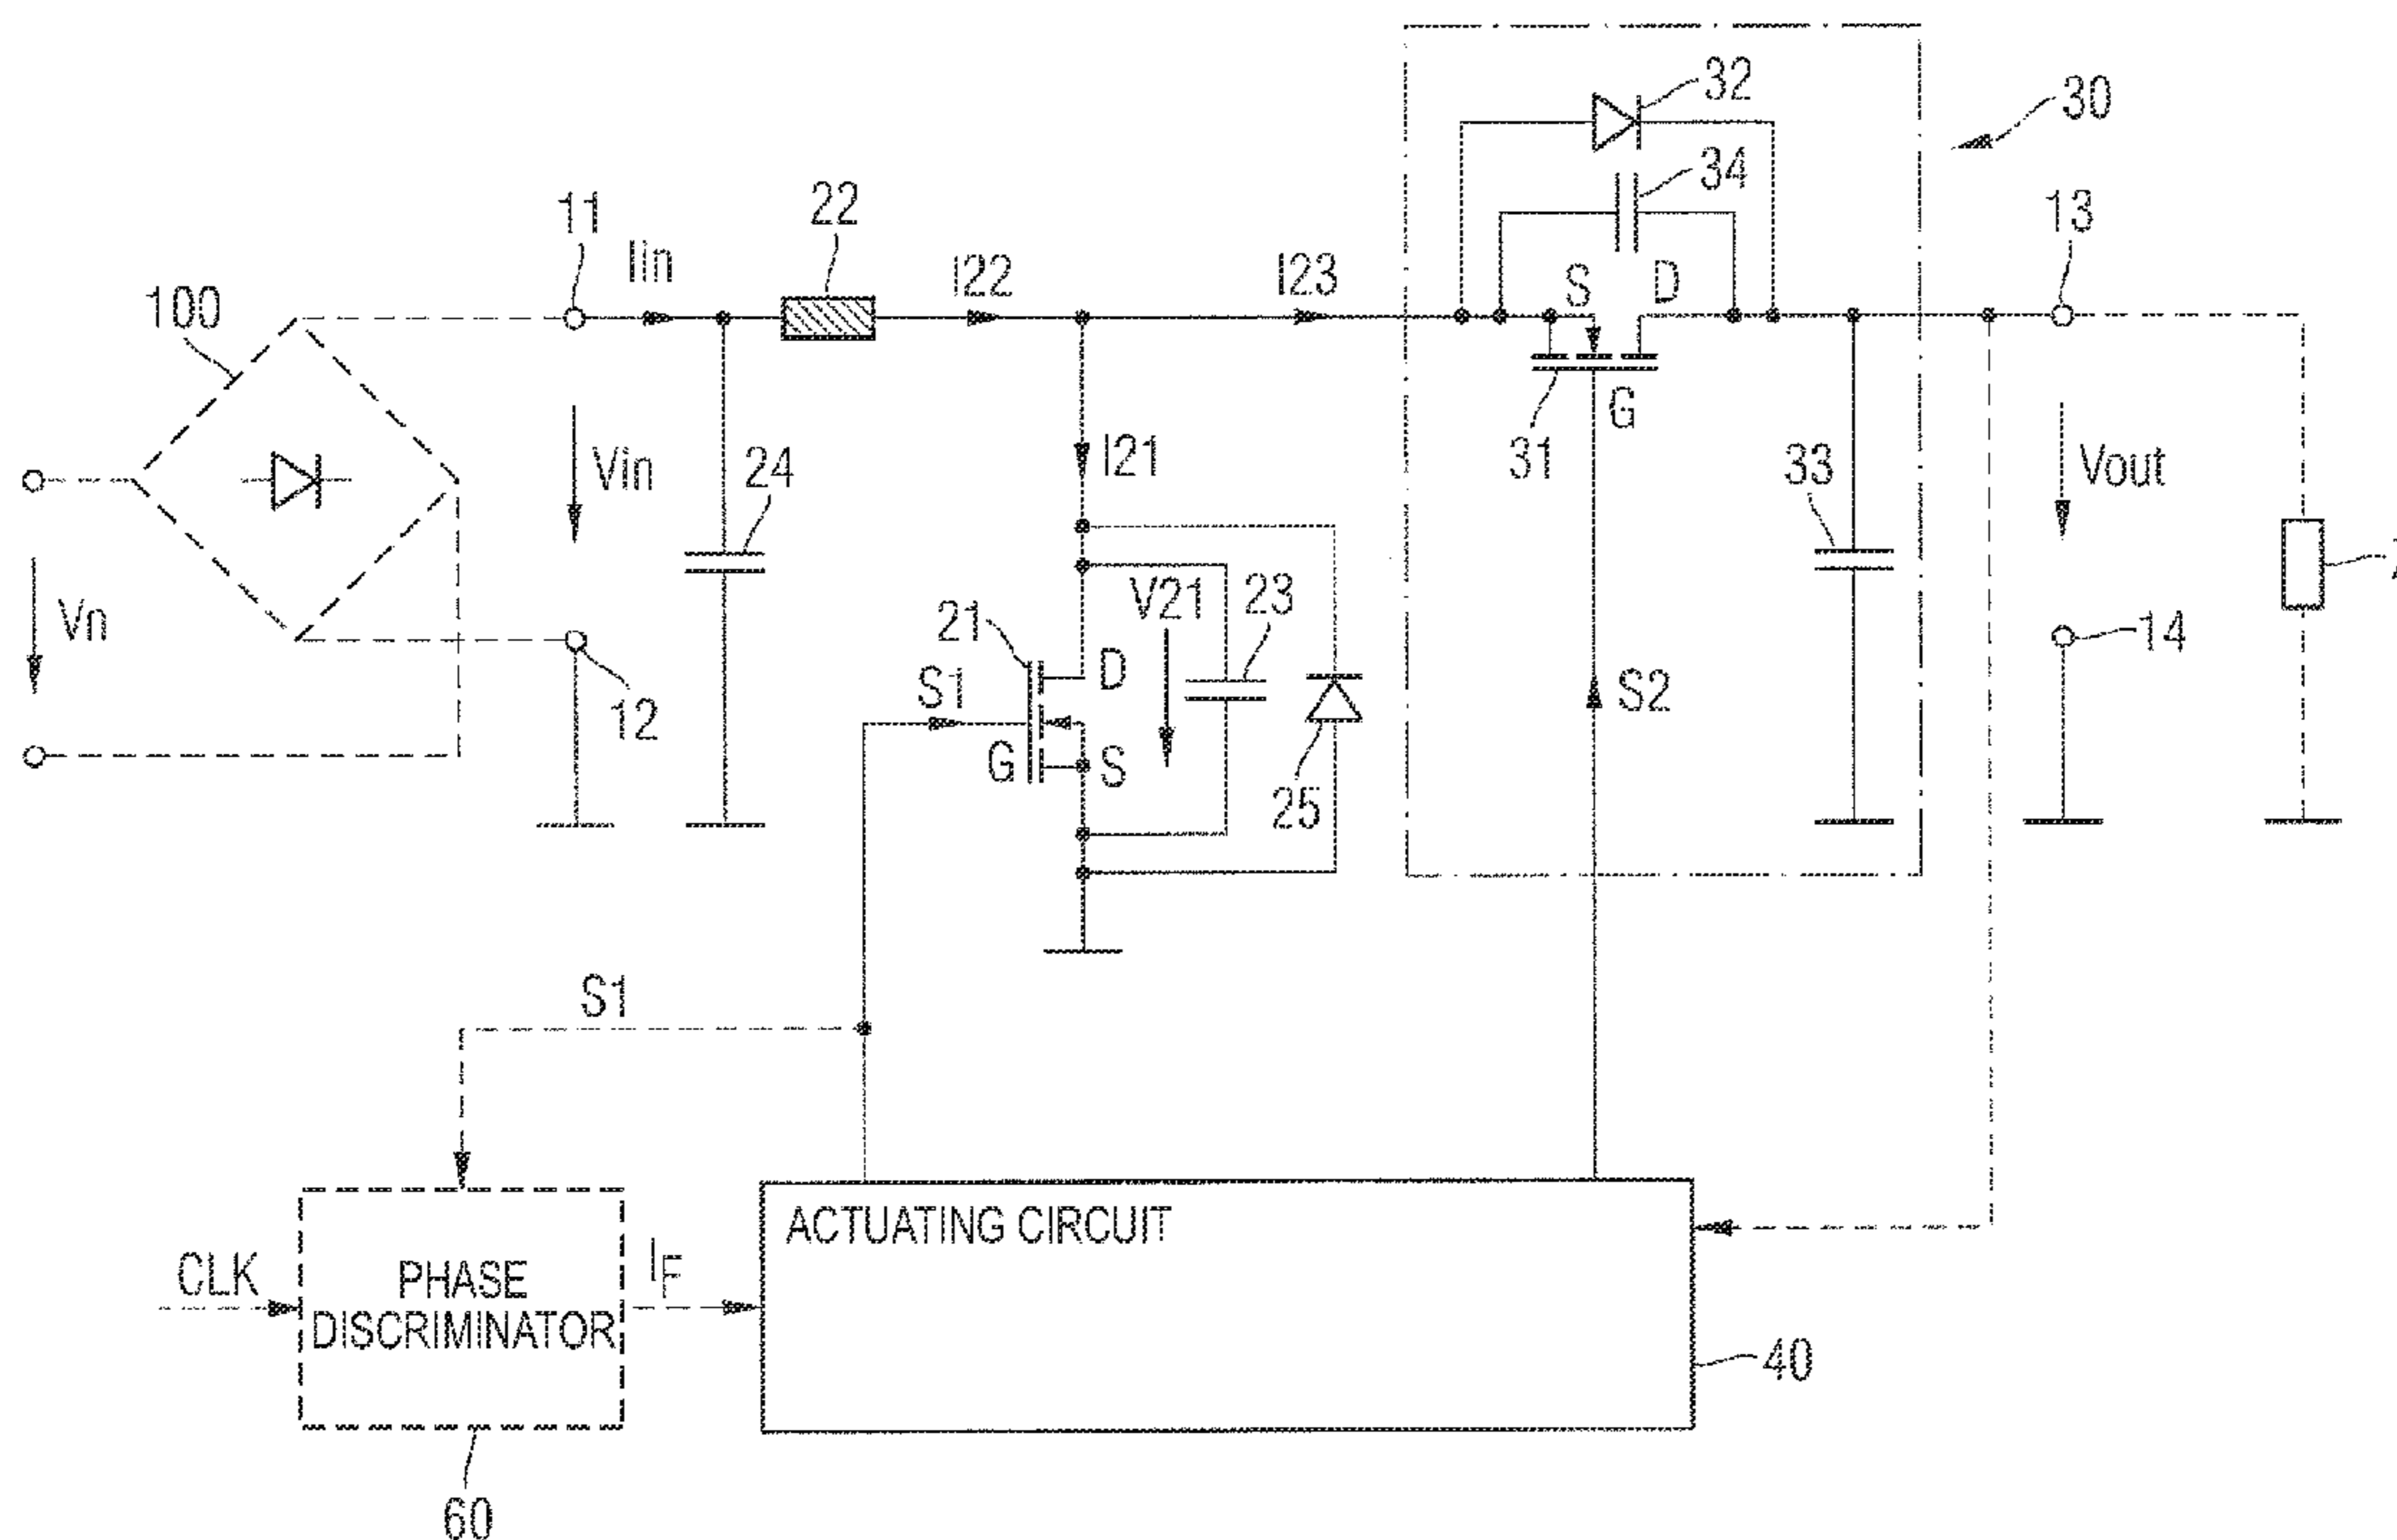 32
30
34
13
22
11
Iin
I22
I23
S
D
100
G
31
Vin
24
I21
33
Vout
V21
23
Vn
21
D
14
S1
12
S2
G
S
25
S1
ACTUATING CIRCUIT
CLK
PHASE
DISCRIMINATOR
IF
40
60